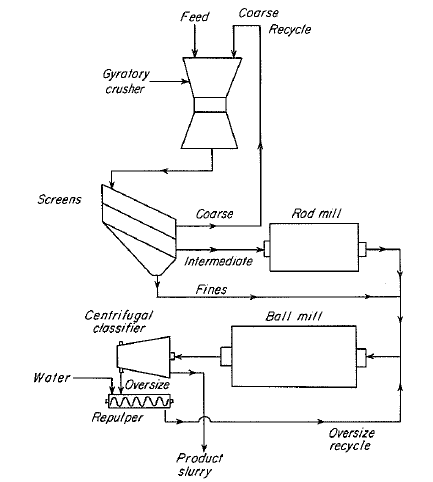 Feed
Coarse
Recycle
Gyratory
crusher
Screens
Coarse
Rod mill
Intermediate
Fines
Centrifugal
classifier
Ball mill
Water
Oversize
Repulper
Oversize
recycle
Product
slurry